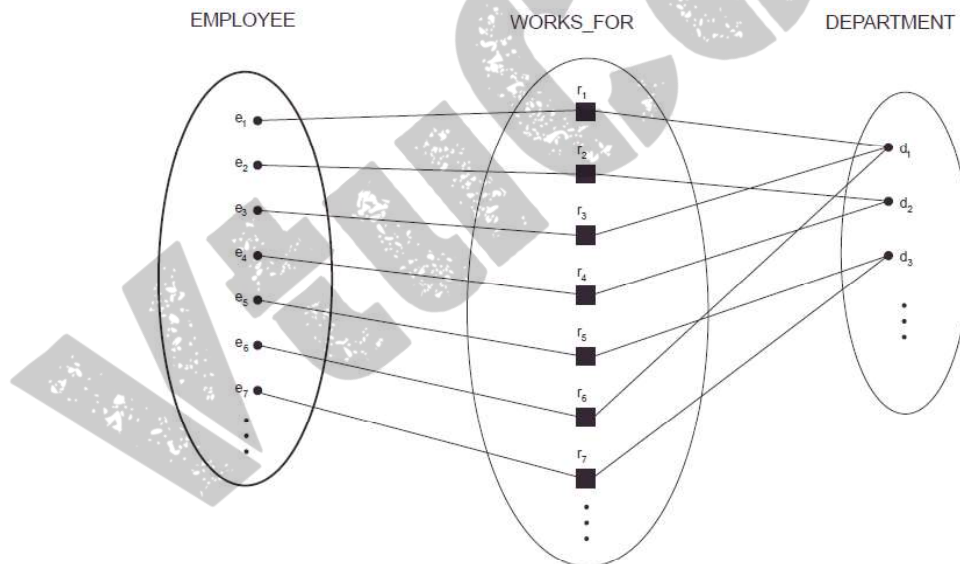 EMPLOYEE WORKS_FOR DEPARTMENT
r₁
e₁
d₁
r₂
e₂
d₂
e₃
r₃
e₄
d₃
r₄
e₅
r₅
e₆
r₆
e₇
r₇